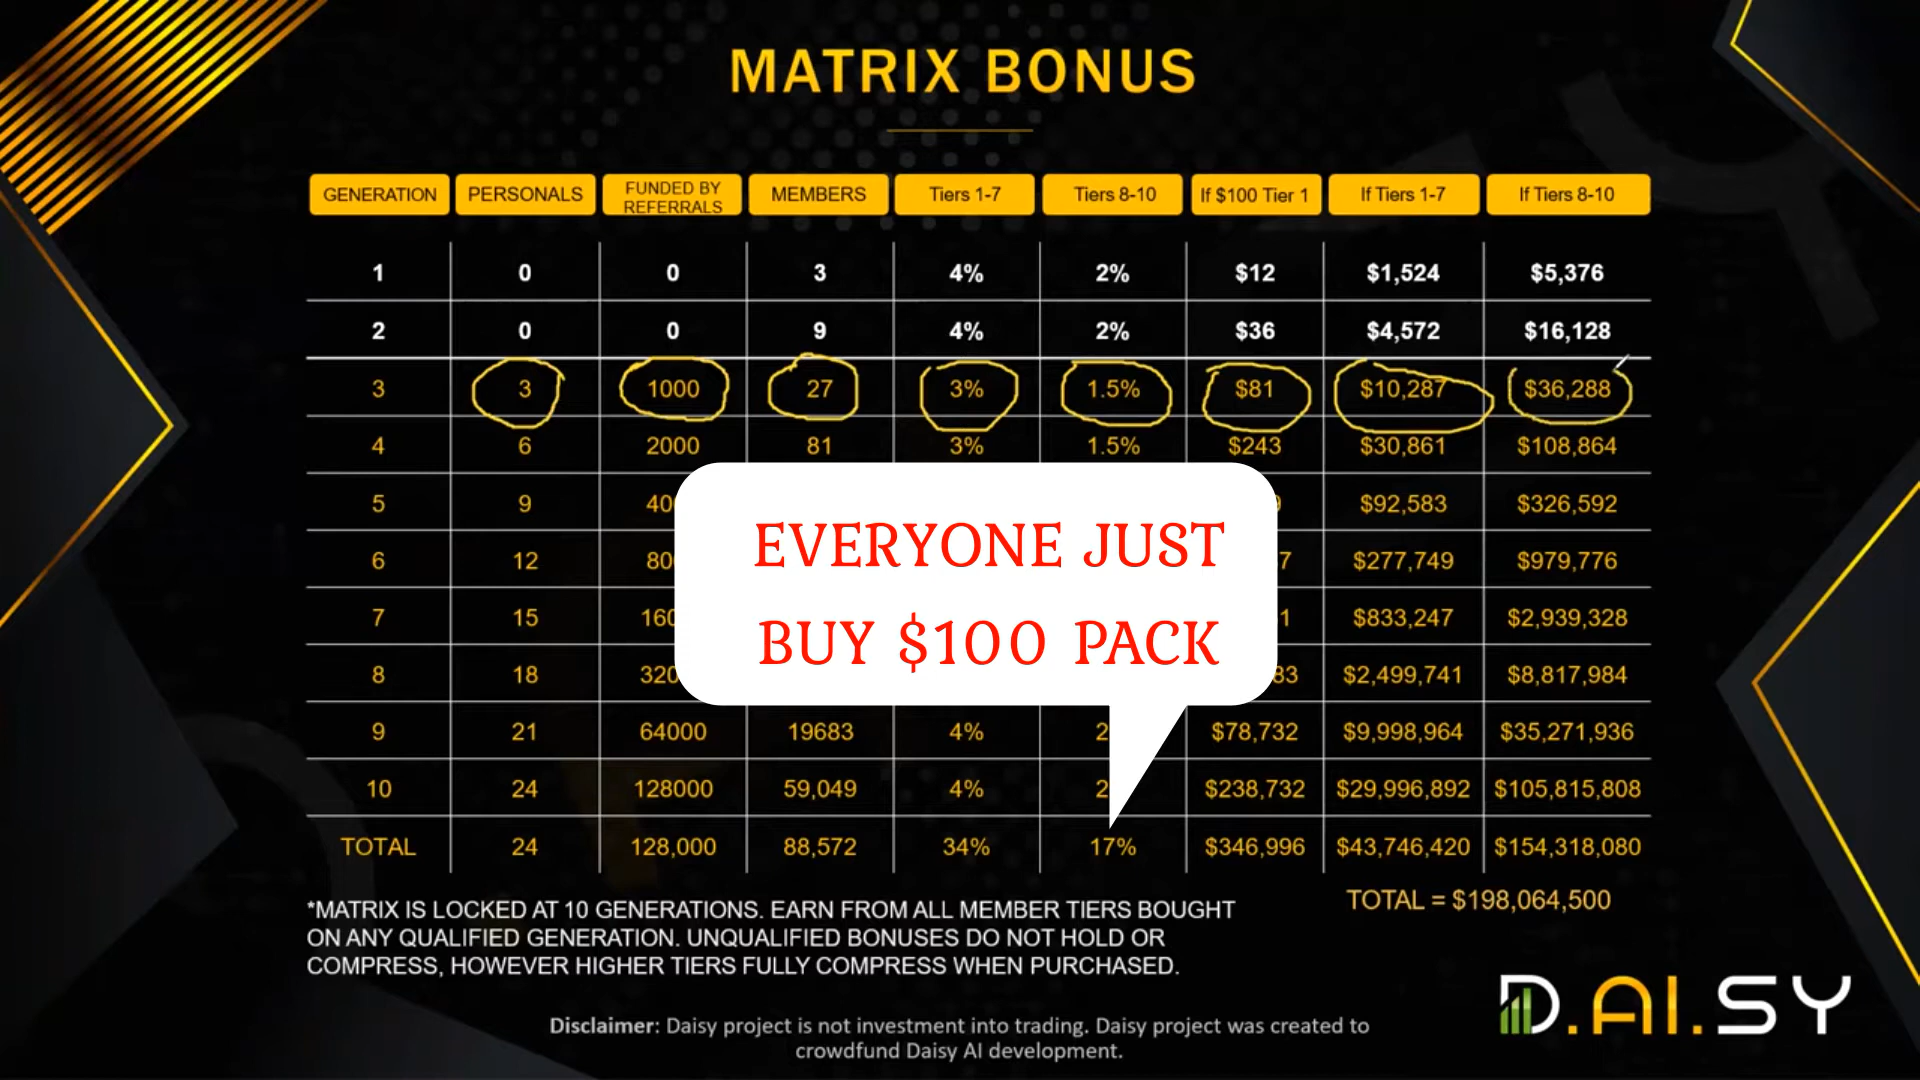 MATRIX BONUS
GENERATION PERSONALS FUNDED BY REFERRALS MEMBERS Tiers 1-7 Tiers 8-10 If $100 Tier 1 If Tiers 1-7 If Tiers 8-10
1 0 0 3 4% 2% $12 $1,524 $5,376
2 0 0 9 4% 2% $36 $4,572 $16,128
3 3 1000 27 3% 1.5% $81 $10,287 $36,288
4 6 2000 81 3% 1.5% $243 $30,861 $108,864
5 9 $92,583 $326,592
6 12 $277,749 $979,776
7 15 $833,247 $2,939,328
8 18 $2,499,741 $8,817,984
EVERYONE JUST
BUY $100 PACK
9 21 64000 19683 4% $78,732 $9,998,964 $35,271,936
10 24 128000 59,049 4% $238,732 $29,996,892 $105,815,808
TOTAL 24 128,000 88,572 34% 17% $346,996 $43,746,420 $154,318,080
TOTAL = $198,064,500
*MATRIX IS LOCKED AT 10 GENERATIONS. EARN FROM ALL MEMBER TIERS BOUGHT
ON ANY QUALIFIED GENERATION. UNQUALIFIED BONUSES DO NOT HOLD OR
COMPRESS, HOWEVER HIGHER TIERS FULLY COMPRESS WHEN PURCHASED.
Disclaimer: Daisy project is not investment into trading. Daisy project was created to
crowdfund Daisy AI development.
D.AI.SY